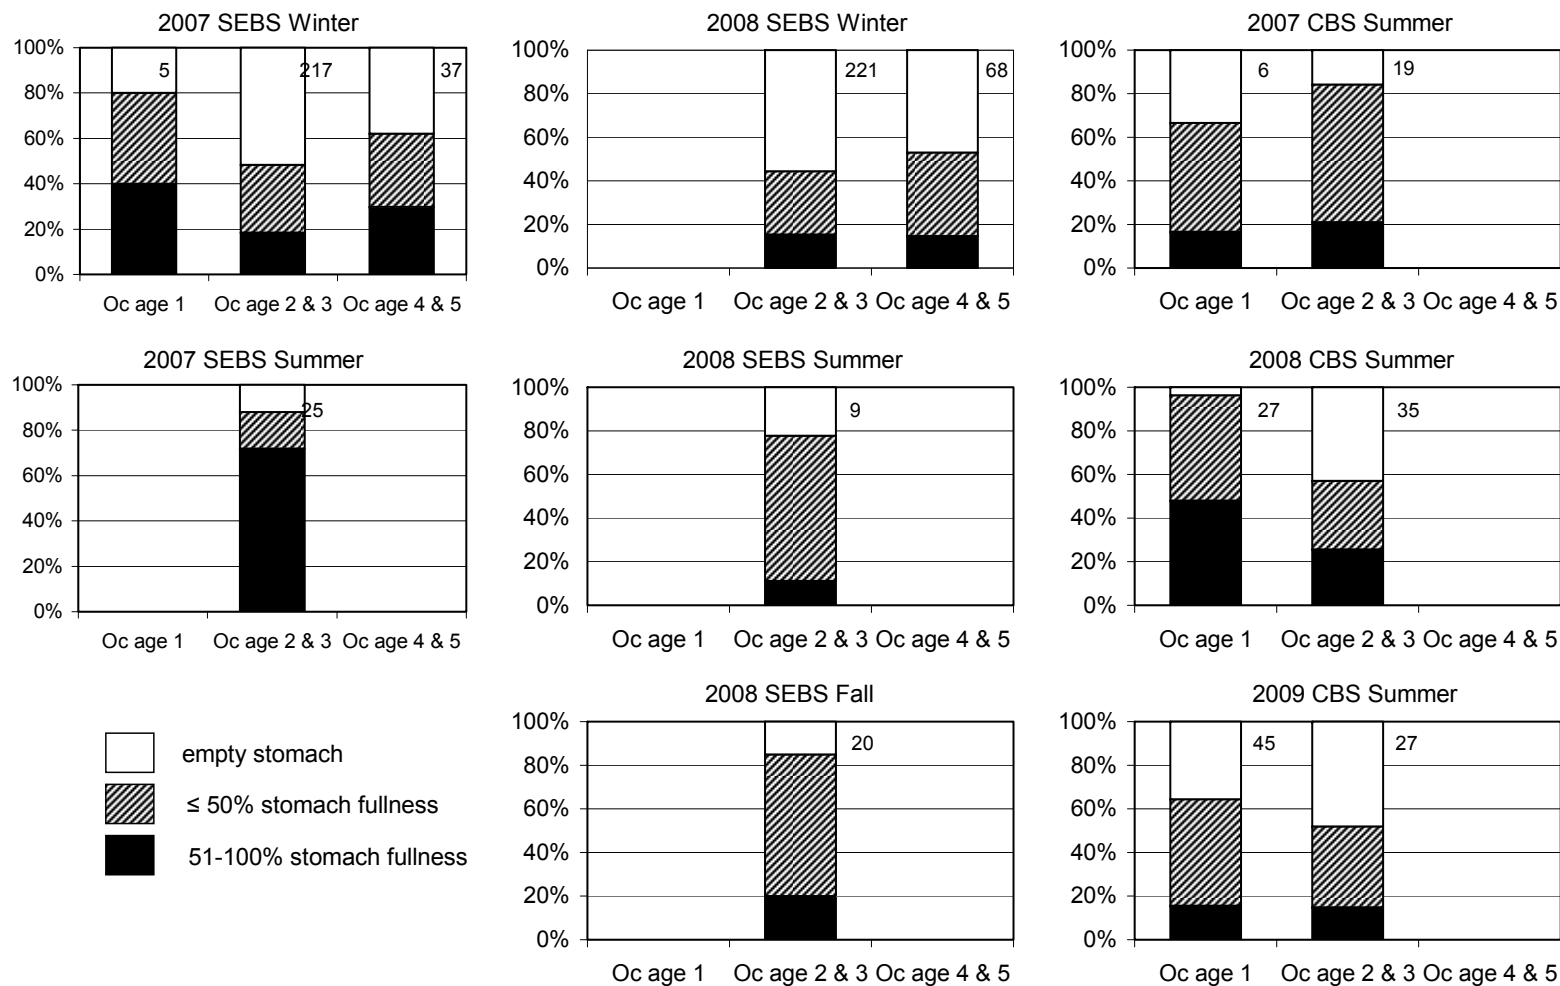 2007 SEBS Winter
100%
80%
60%
40%
20%
0%
5
217
37
Oc age 1
Oc age 2 & 3
Oc age 4 & 5
2008 SEBS Winter
100%
80%
60%
40%
20%
0%
221
68
Oc age 1
Oc age 2 & 3
Oc age 4 & 5
2007 CBS Summer
100%
80%
60%
40%
20%
0%
6
19
Oc age 1
Oc age 2 & 3
Oc age 4 & 5
2007 SEBS Summer
100%
80%
60%
40%
20%
0%
25
Oc age 1
Oc age 2 & 3
Oc age 4 & 5
2008 SEBS Summer
100%
80%
60%
40%
20%
0%
9
Oc age 1
Oc age 2 & 3
Oc age 4 & 5
2008 CBS Summer
100%
80%
60%
40%
20%
0%
27
35
Oc age 1
Oc age 2 & 3
Oc age 4 & 5
empty stomach
≤ 50% stomach fullness
51-100% stomach fullness
2008 SEBS Fall
100%
80%
60%
40%
20%
0%
20
Oc age 1
Oc age 2 & 3
Oc age 4 & 5
2009 CBS Summer
100%
80%
60%
40%
20%
0%
45
27
Oc age 1
Oc age 2 & 3
Oc age 4 & 5